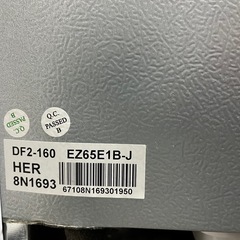 Q.C.
PASSED
B
Q.C.
PASSED
B
DF2-160 EZ65E1B-J
HER
8N1693
67108N169301950